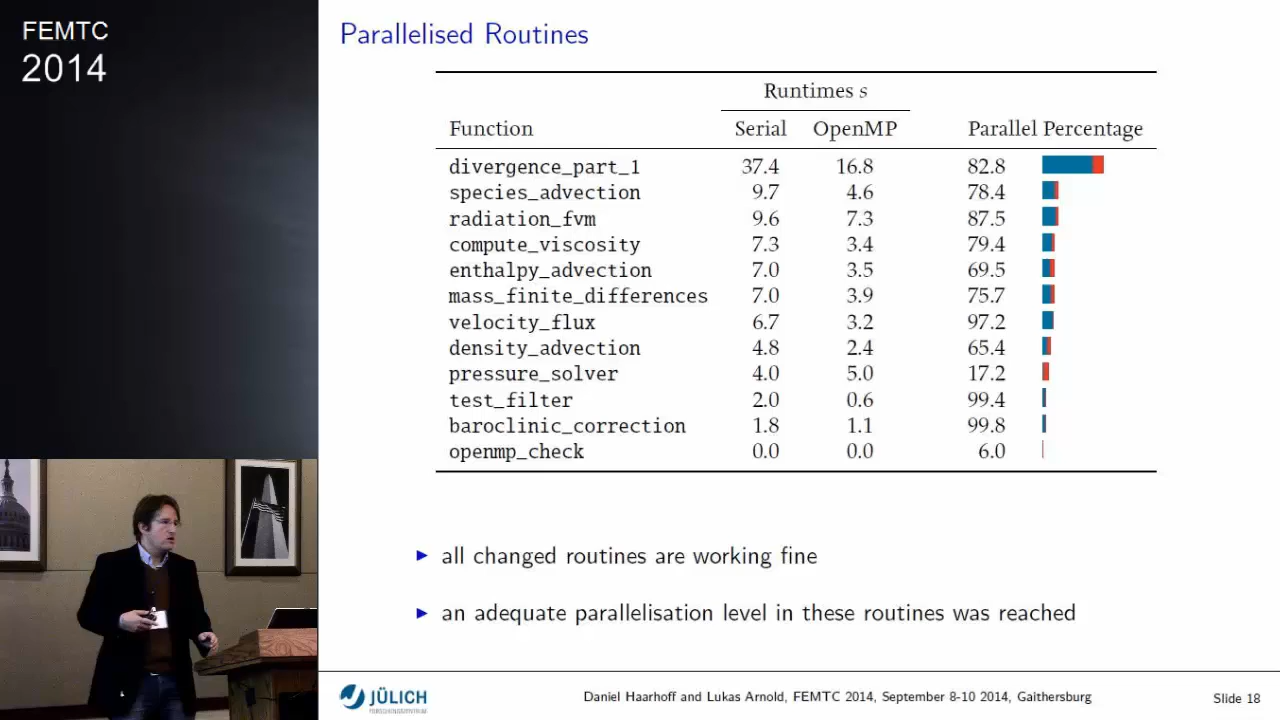 FEMTC
2014
Parallelised Routines
Runtimes s
Function Serial OpenMP Parallel Percentage
divergence_part_1 37.4 16.8 82.8
species_advection 9.7 4.6 78.4
radiation_fvm 9.6 7.3 87.5
compute_viscosity 7.3 3.4 79.4
enthalpy_advection 7.0 3.5 69.5
mass_finite_differences 7.0 3.9 75.7
velocity_flux 6.7 3.2 97.2
density_advection 4.8 2.4 65.4
pressure_solver 4.0 5.0 17.2
test_filter 2.0 0.6 99.4
baroclinic_correction 1.8 1.1 99.8
openmp_check 0.0 0.0 6.0
▶ all changed routines are working fine
▶ an adequate parallelisation level in these routines was reached
JÜLICH
FORSCHUNGSZENTRUM
Daniel Haarhoff and Lukas Arnold, FEMTC 2014, September 8-10 2014, Gaithersburg
Slide 18